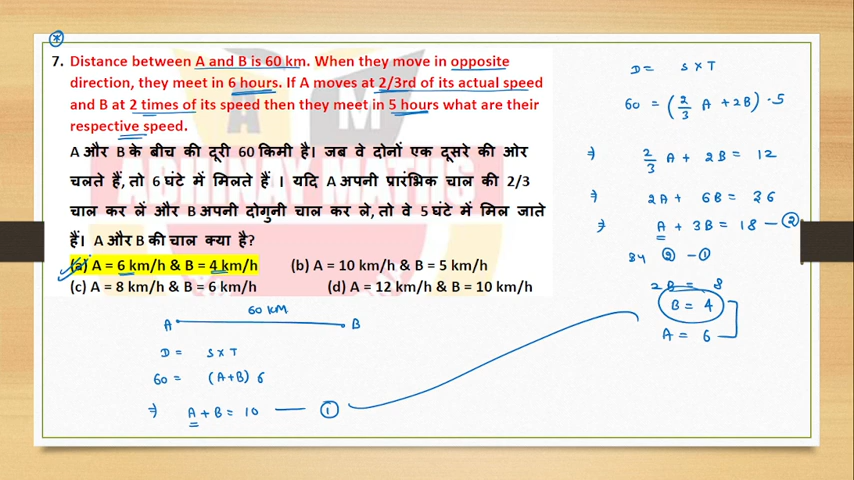 *
7. Distance between A and B is 60 km. When they move in opposite
direction, they meet in 6 hours. If A moves at 2/3rd of its actual speed
and B at 2 times of its speed then they meet in 5 hours what are their
respective speed.
A और B के बीच की दूरी 60 किमी है। जब वे दोनों एक दूसरे की ओर
चलते हैं, तो 6 घंटे में मिलते हैं । यदि A अपनी प्रारंभिक चाल की 2/3
चाल कर लें और B अपनी दोगुनी चाल कर ले, तो वे 5 घंटे में मिल जाते
हैं। A और B की चाल क्या है?
(a) A = 6 km/h & B = 4 km/h (b) A = 10 km/h & B = 5 km/h
(c) A = 8 km/h & B = 6 km/h (d) A = 12 km/h & B = 10 km/h
60 KM
A B
D = S x T
60 = (A+B) 6
⇒ A + B = 10 — ①
D = S x T
60 = (2/3 A + 2B) · 5
⇒ 2/3 A + 2B = 12
⇒ 2A + 6B = 36
⇒ A + 3B = 18 — ②
② - ①
2B = 8
B = 4
A = 6
A M
ABHINAY MATHS